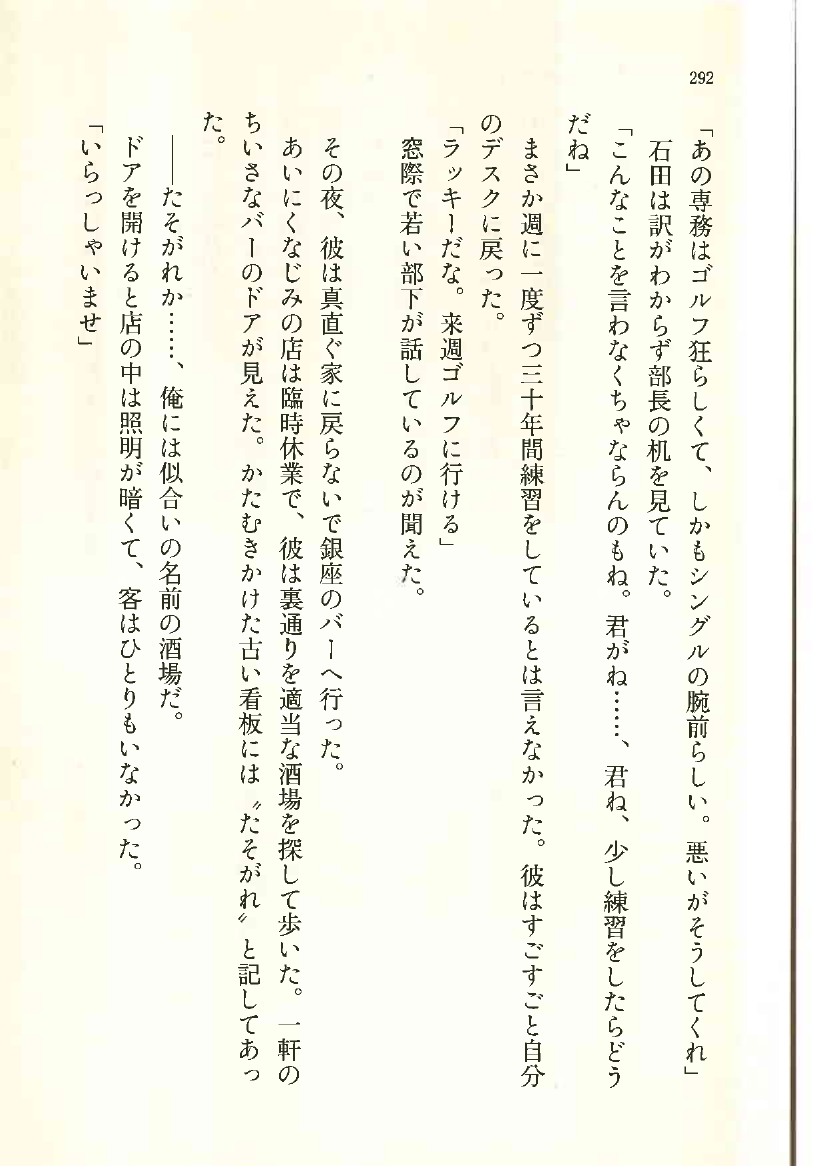 292
「あの専務はゴルフ狂らしくて、しかもシングルの腕前らしい。悪いがそうしてくれ」
石田は訳がわからず部長の机を見ていた。
「こんなことを言わなくちゃならんのもね。君がね……、君ね、少し練習をしたらどう
だね」
まさか週に一度ずつ三十年間練習をしているとは言えなかった。彼はすごすごと自分
のデスクに戻った。
「ラッキーだな。来週ゴルフに行ける」
窓際で若い部下が話しているのが聞えた。
その夜、彼は真直ぐ家に戻らないで銀座のバーへ行った。
あいにくなじみの店は臨時休業で、彼は裏通りを適当な酒場を探して歩いた。一軒の
ちいさなバーのドアが見えた。かたむきかけた古い看板には〝たそがれ〟と記してあっ
た。
――たそがれか……、俺には似合いの名前の酒場だ。
ドアを開けると店の中は照明が暗くて、客はひとりもいなかった。
「いらっしゃいませ」